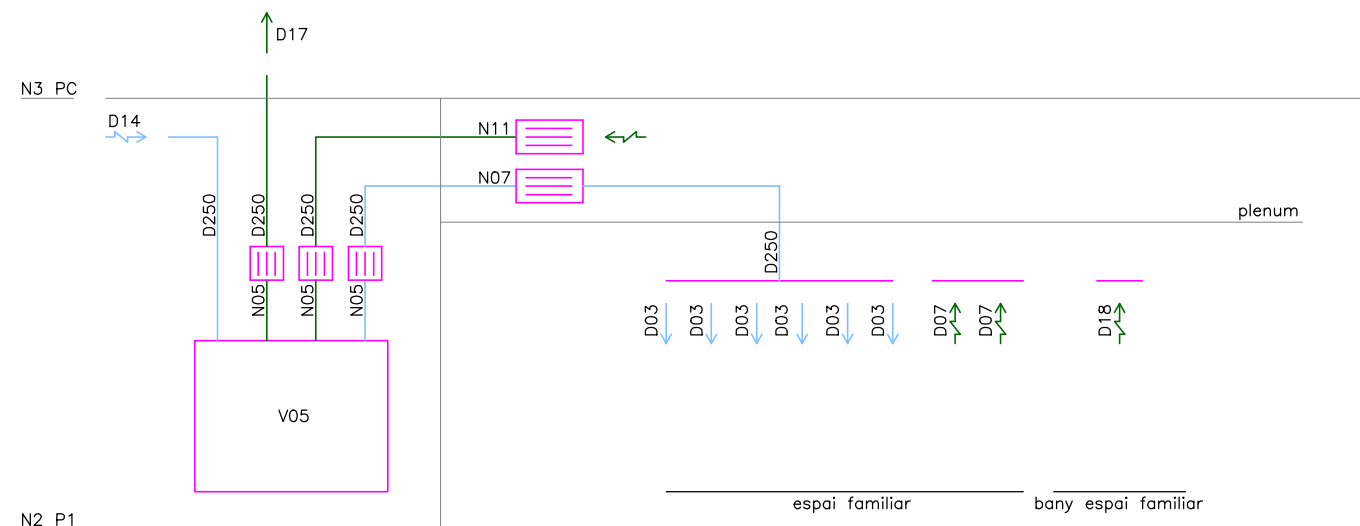 D17
N3 PC
D14
N11
N07
D250
D250
D250
D250
plenum
D250
N05
N05
N05
D03
D03
D03
D03
D03
D03
D07
D07
D18
V05
espai familiar
bany espai familiar
N2 P1